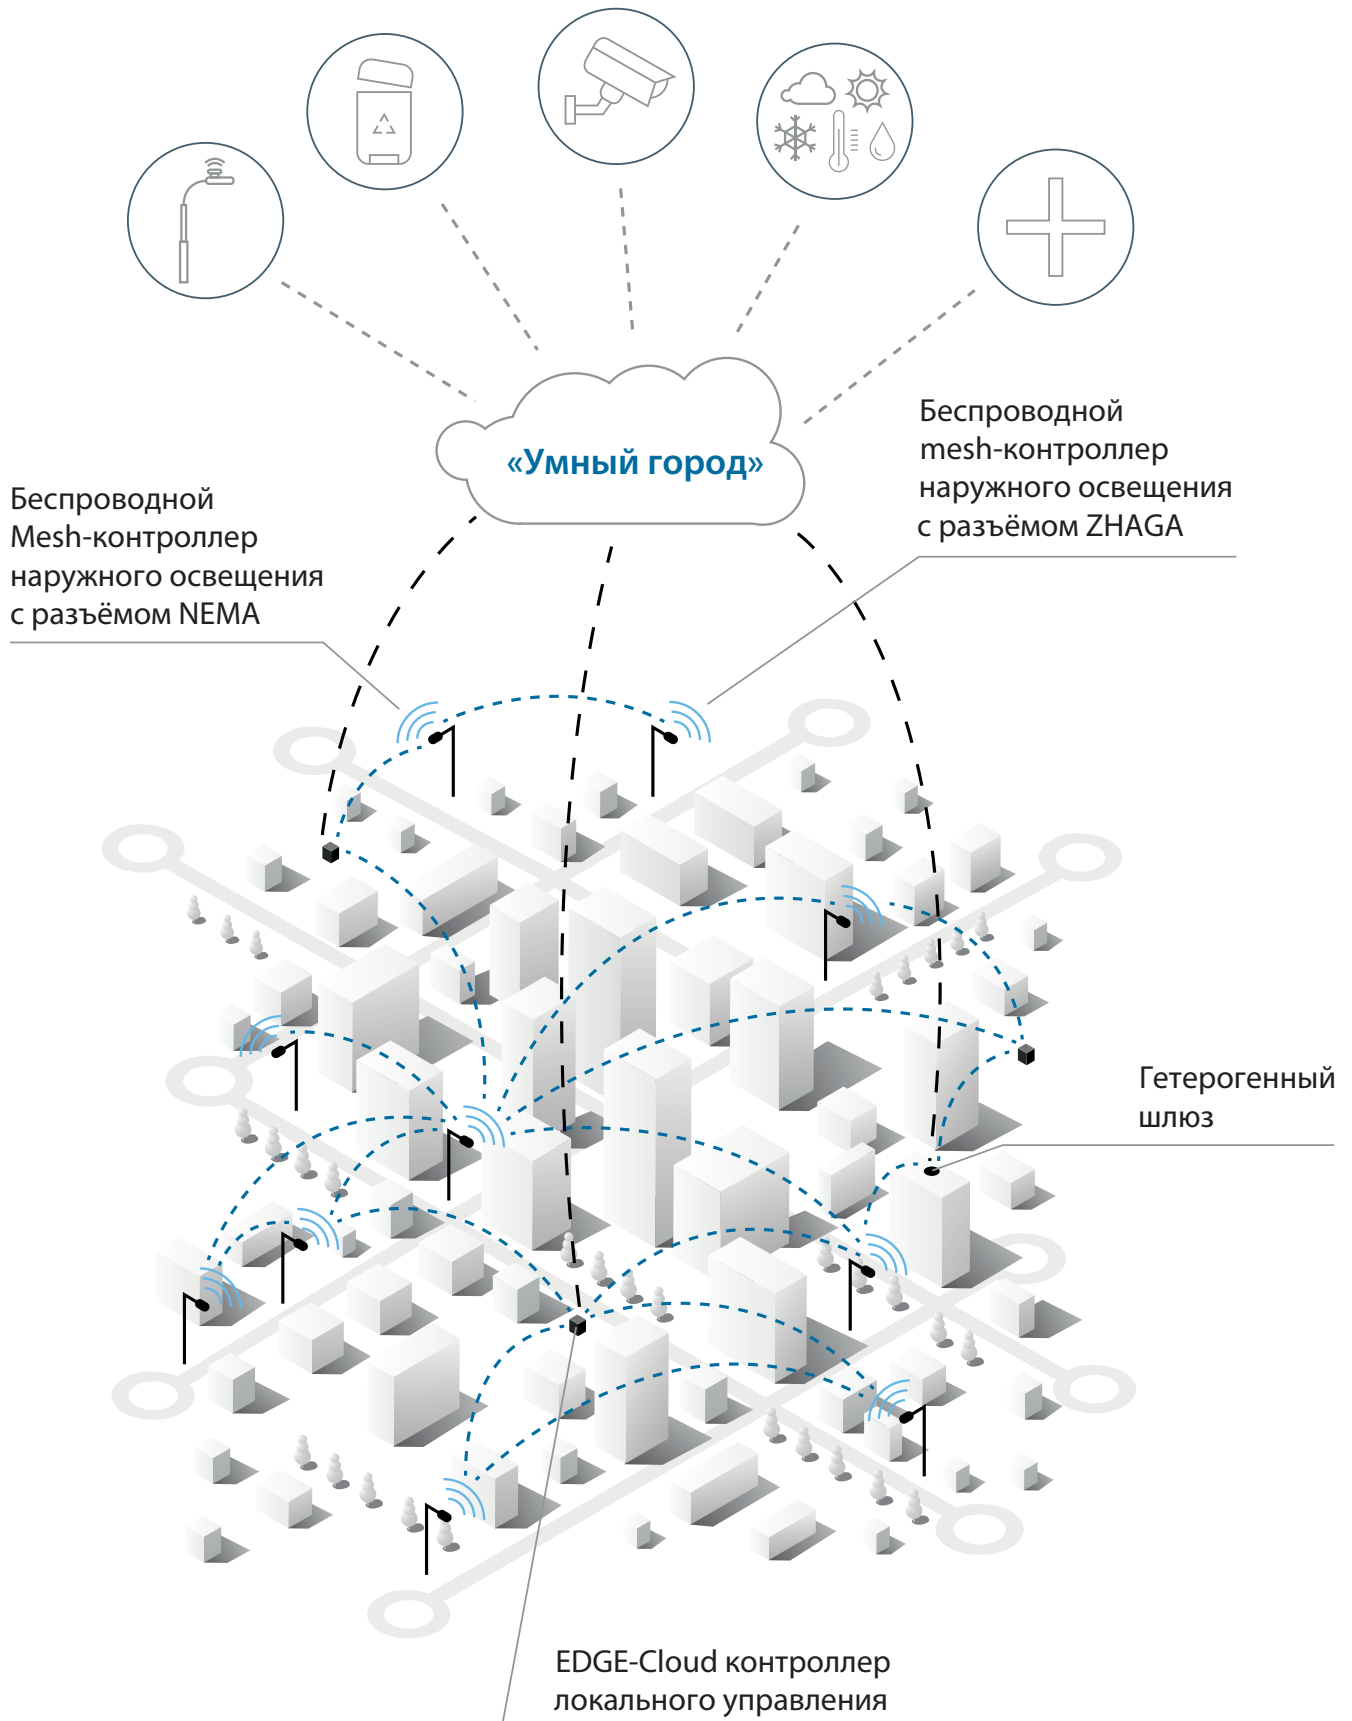 «Умный город»
Беспроводной
mesh-контроллер
наружного освещения
с разъёмом ZHAGA
Беспроводной
Mesh-контроллер
наружного освещения
с разъёмом NEMA
Гетерогенный
шлюз
EDGE-Cloud контроллер
локального управления